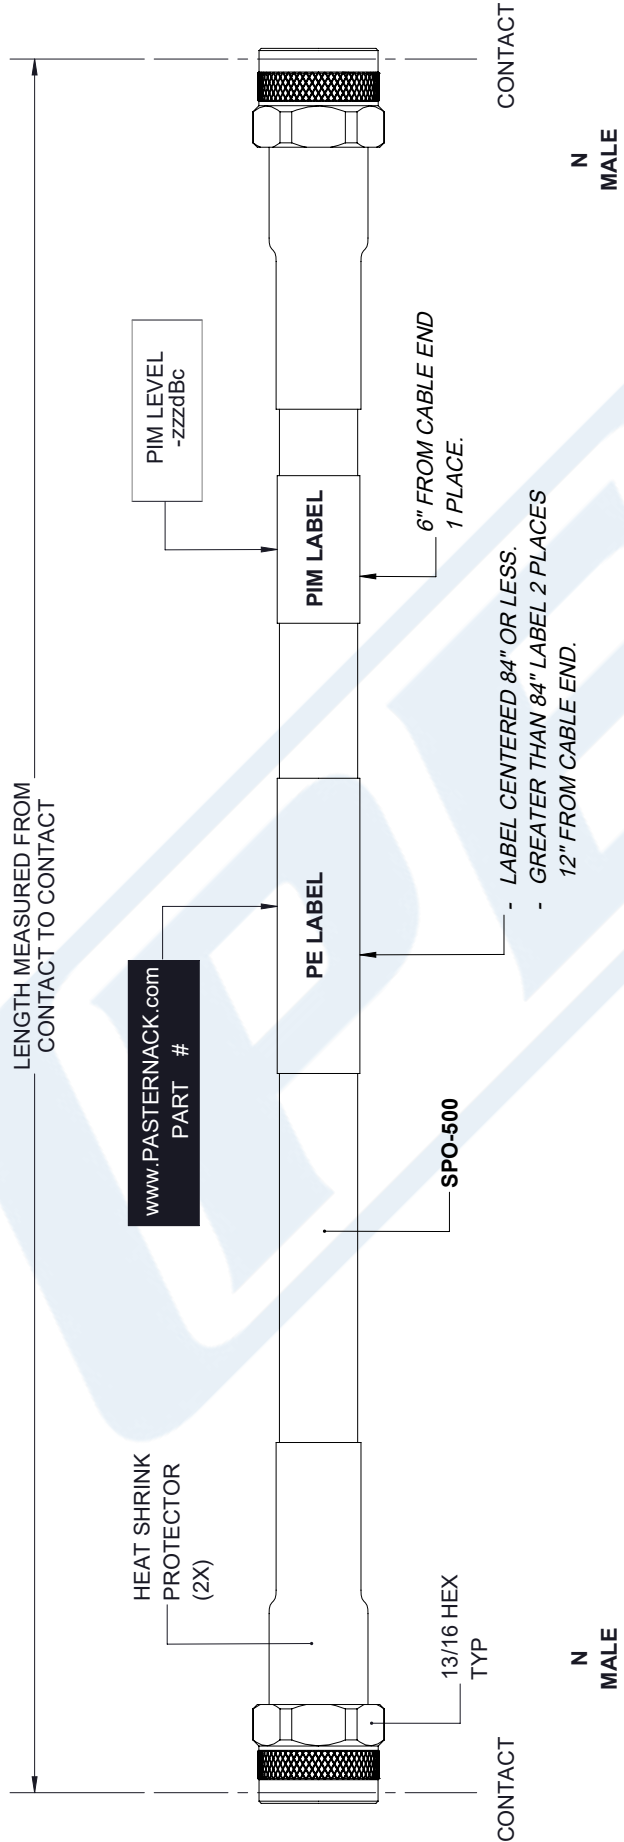 LENGTH MEASURED FROM
CONTACT TO CONTACT
HEAT SHRINK
PROTECTOR
(2X)
www.PASTERNACK.com
PART #
PIM LEVEL
-zzzdBc
PE LABEL
PIM LABEL
13/16 HEX
TYP
SPO-500
- LABEL CENTERED 84" OR LESS.
- GREATER THAN 84" LABEL 2 PLACES
12" FROM CABLE END.
6" FROM CABLE END
1 PLACE.
CONTACT
CONTACT
N
MALE
N
MALE